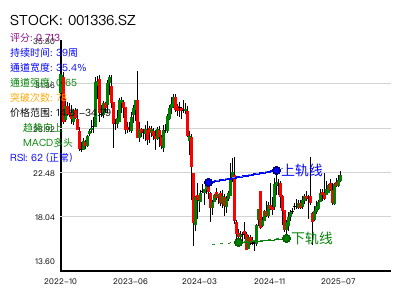 STOCK: 001336.SZ
评分: 0.713
持续时间: 39周
通道宽度: 35.4%
通道强度: 0.65
突破次数:
价格范围:
趋势向上
MACD多头
RSI: 62 (正常)
上轨线
下轨线
22.48
18.04
13.60
2022-10
2023-06
2024-03
2024-11
2025-07